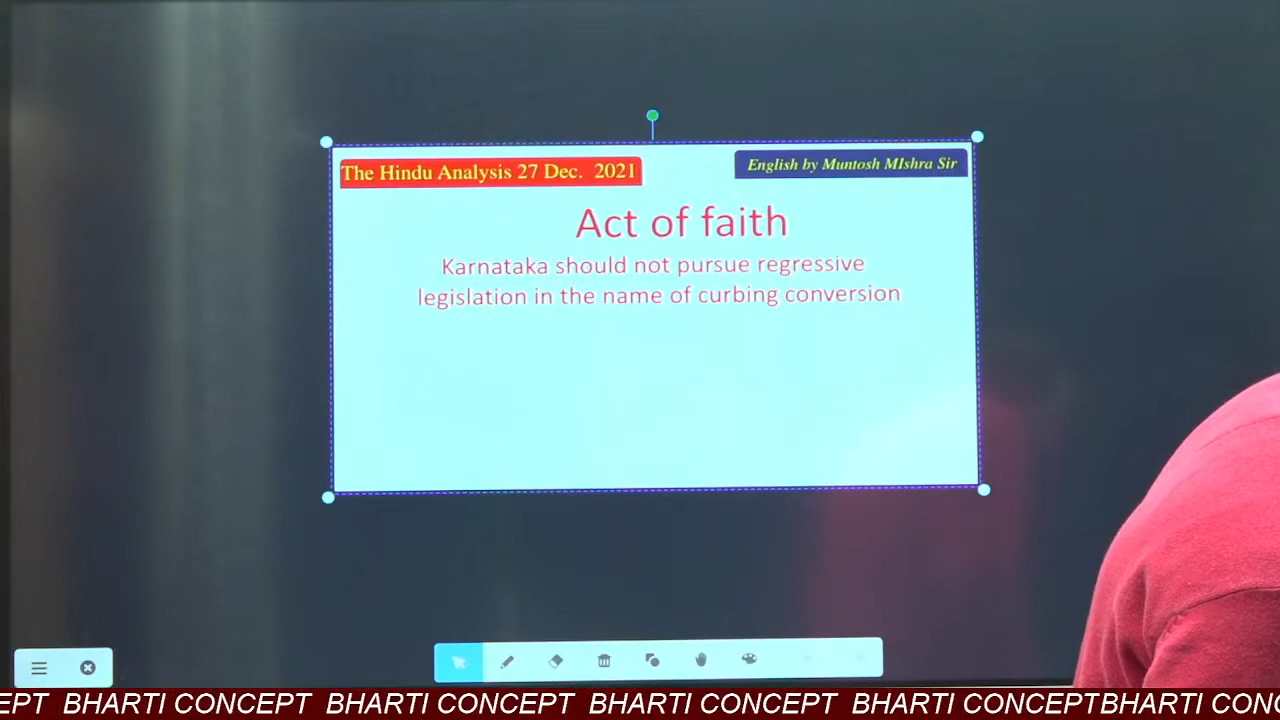 The Hindu Analysis 27 Dec. 2021
English by Muntosh MIshra Sir
Act of faith
Karnataka should not pursue regressive
legislation in the name of curbing conversion
EPT BHARTI CONCEPT BHARTI CONCEPT BHARTI CONCEPT BHARTI CONCEPTBHARTI CONC